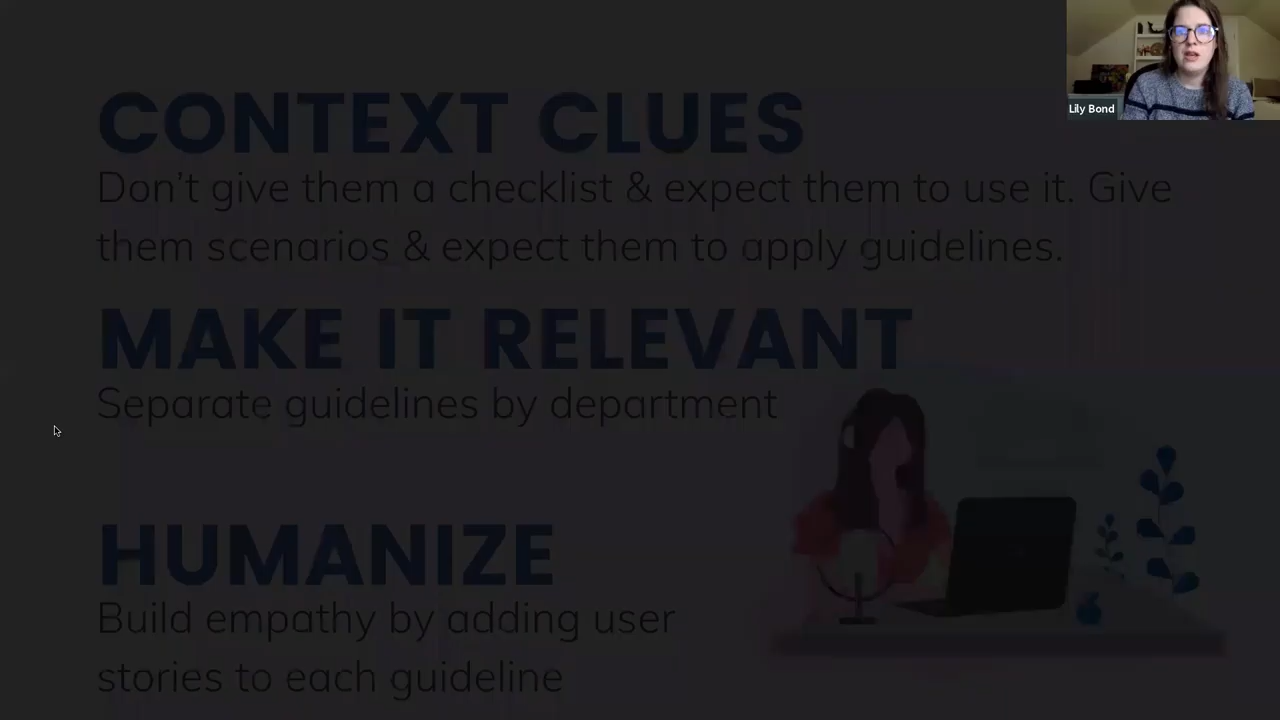 Lily Bond
CONTEXT CLUES
Don't give them a checklist & expect them to use it. Give
them scenarios & expect them to apply guidelines.
MAKE IT RELEVANT
Separate guidelines by department
HUMANIZE
Build empathy by adding user
stories to each guideline